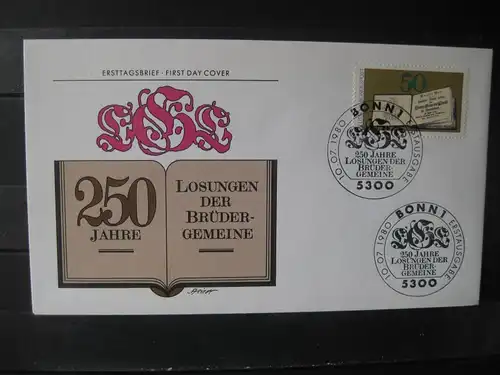 ERSTTAGSBRIEF · FIRST DAY COVER
250
JAHRE
LOSUNGEN
DER
BRÜDER-
GEMEINE
50
BONN 1
10.07.1980
ERSTAUSGABE
250 JAHRE
LOSUNGEN DER
BRÜDER-
GEMEINE
5300
BONN 1
10.07.1980
ERSTAUSGABE
250 JAHRE
LOSUNGEN DER
BRÜDER-
GEMEINE
5300